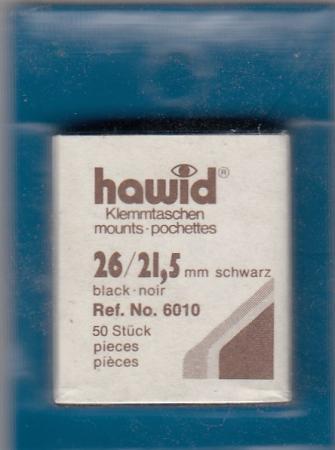 hawid®
Klemmtaschen
mounts·pochettes
26/21,5 mm schwarz
black·noir
Ref. No. 6010
50 Stück
pieces
pièces